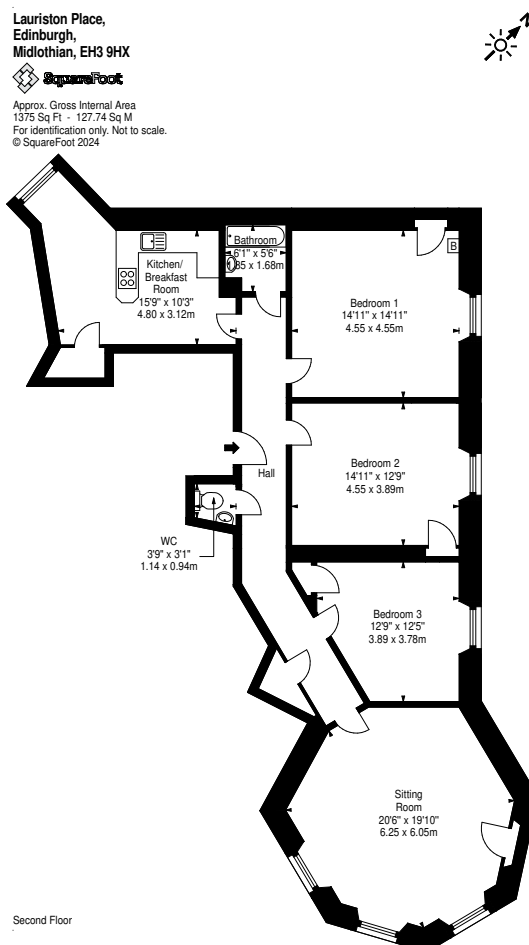 Lauriston Place,
Edinburgh,
Midlothian, EH3 9HX
SquareFoot
Approx. Gross Internal Area
1375 Sq Ft - 127.74 Sq M
For identification only. Not to scale.
© SquareFoot 2024
Z
Bathroom
6'1" x 5'6"
.85 x 1.68m
B
Kitchen/
Breakfast
Room
15'9" x 10'3"
4.80 x 3.12m
Bedroom 1
14'11" x 14'11"
4.55 x 4.55m
Bedroom 2
14'11" x 12'9"
4.55 x 3.89m
Hall
WC
3'9" x 3'1"
1.14 x 0.94m
Bedroom 3
12'9" x 12'5"
3.89 x 3.78m
Sitting
Room
20'6" x 19'10"
6.25 x 6.05m
Second Floor